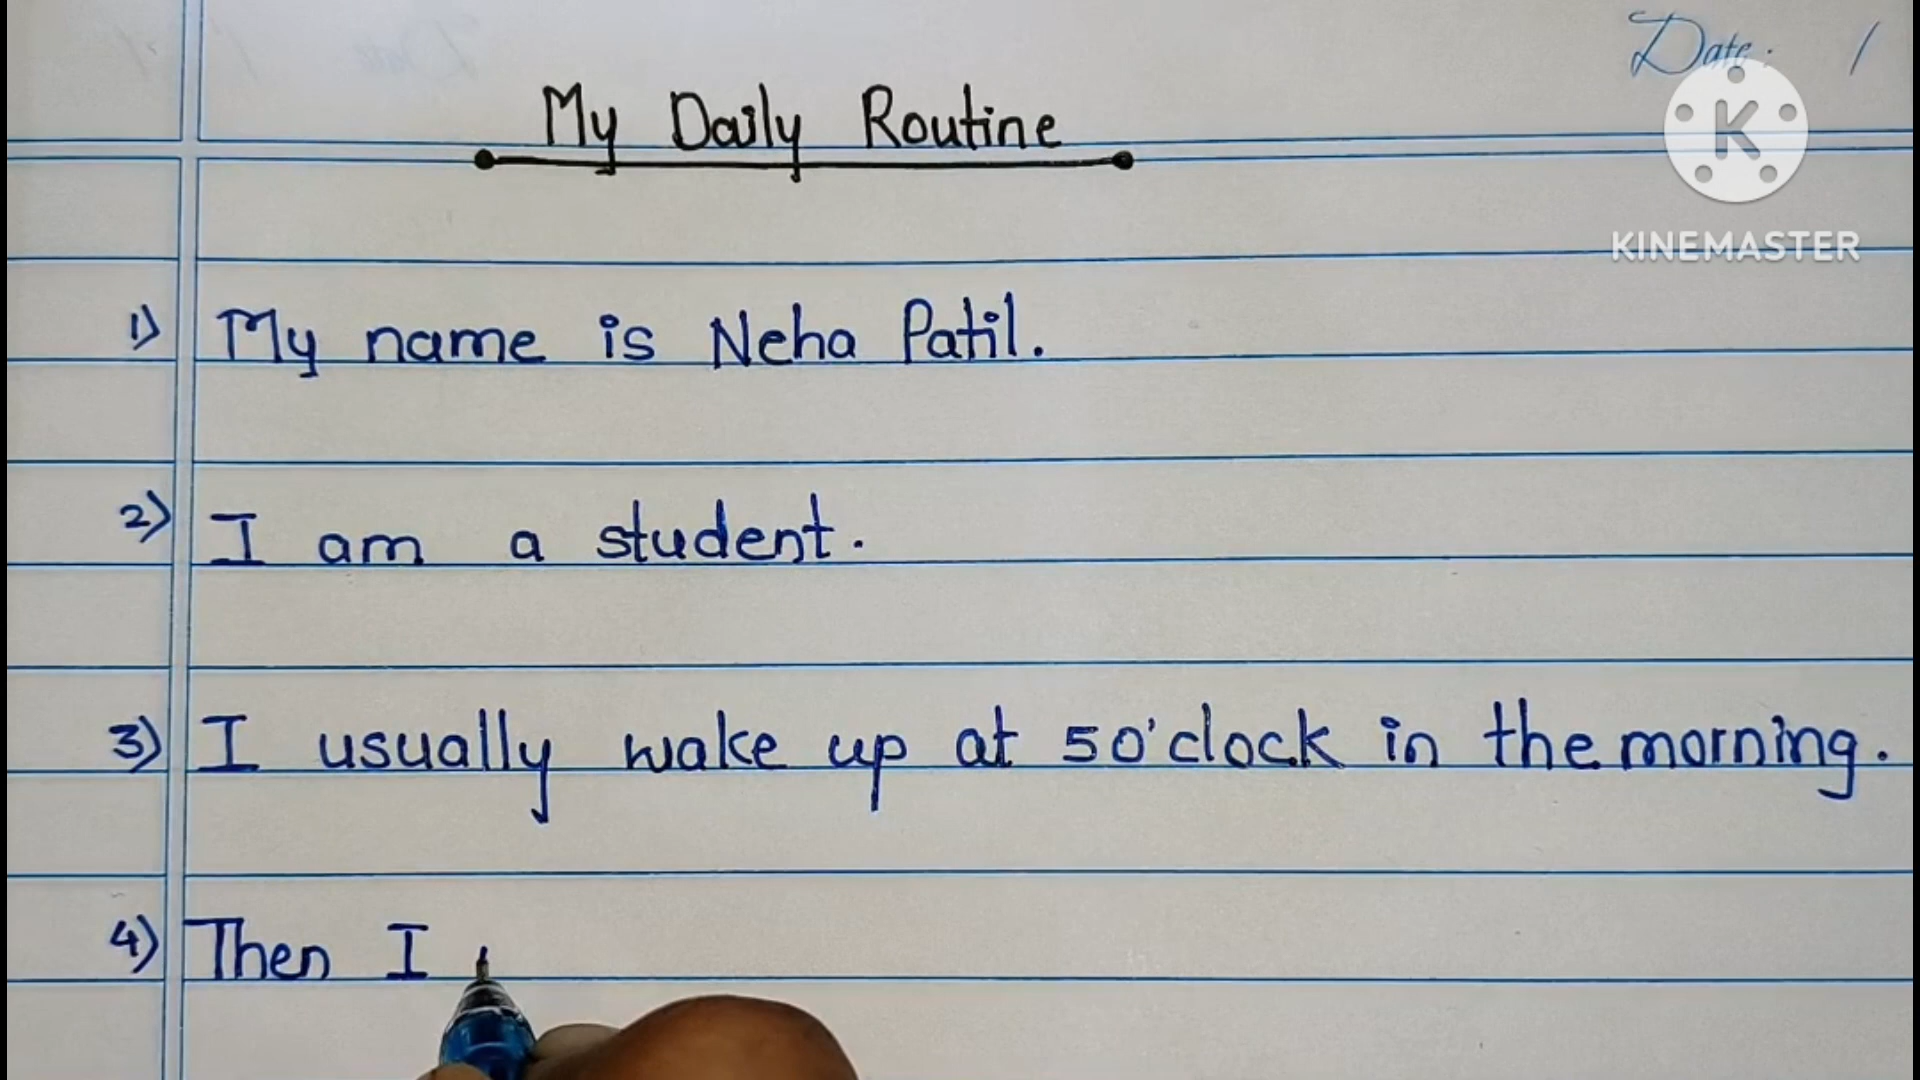 Date: /
My Daily Routine
KINEMASTER
1) My name is Neha Patil.
2) I am a student.
3) I usually wake up at 5 o'clock in the morning.
4) Then I